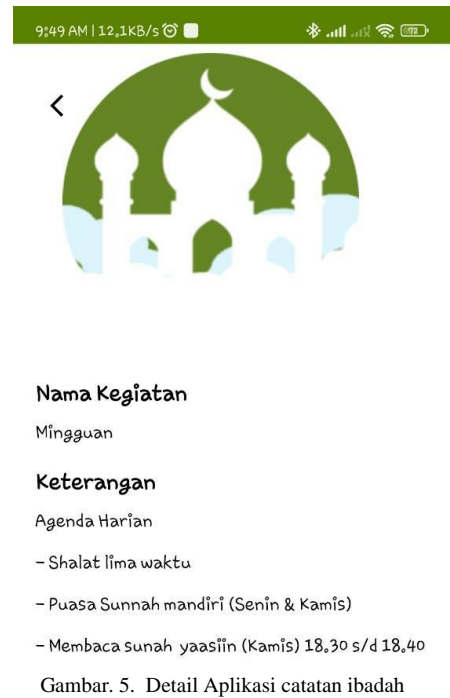 9:49 AM | 12,1KB/s
72
Nama Kegiatan
Mingguan
Keterangan
Agenda Harian
- Shalat lima waktu
- Puasa Sunnah mandiri (Senin & Kamis)
- Membaca sunah yaasiin (Kamis) 18.30 s/d 18.40
Gambar. 5. Detail Aplikasi catatan ibadah